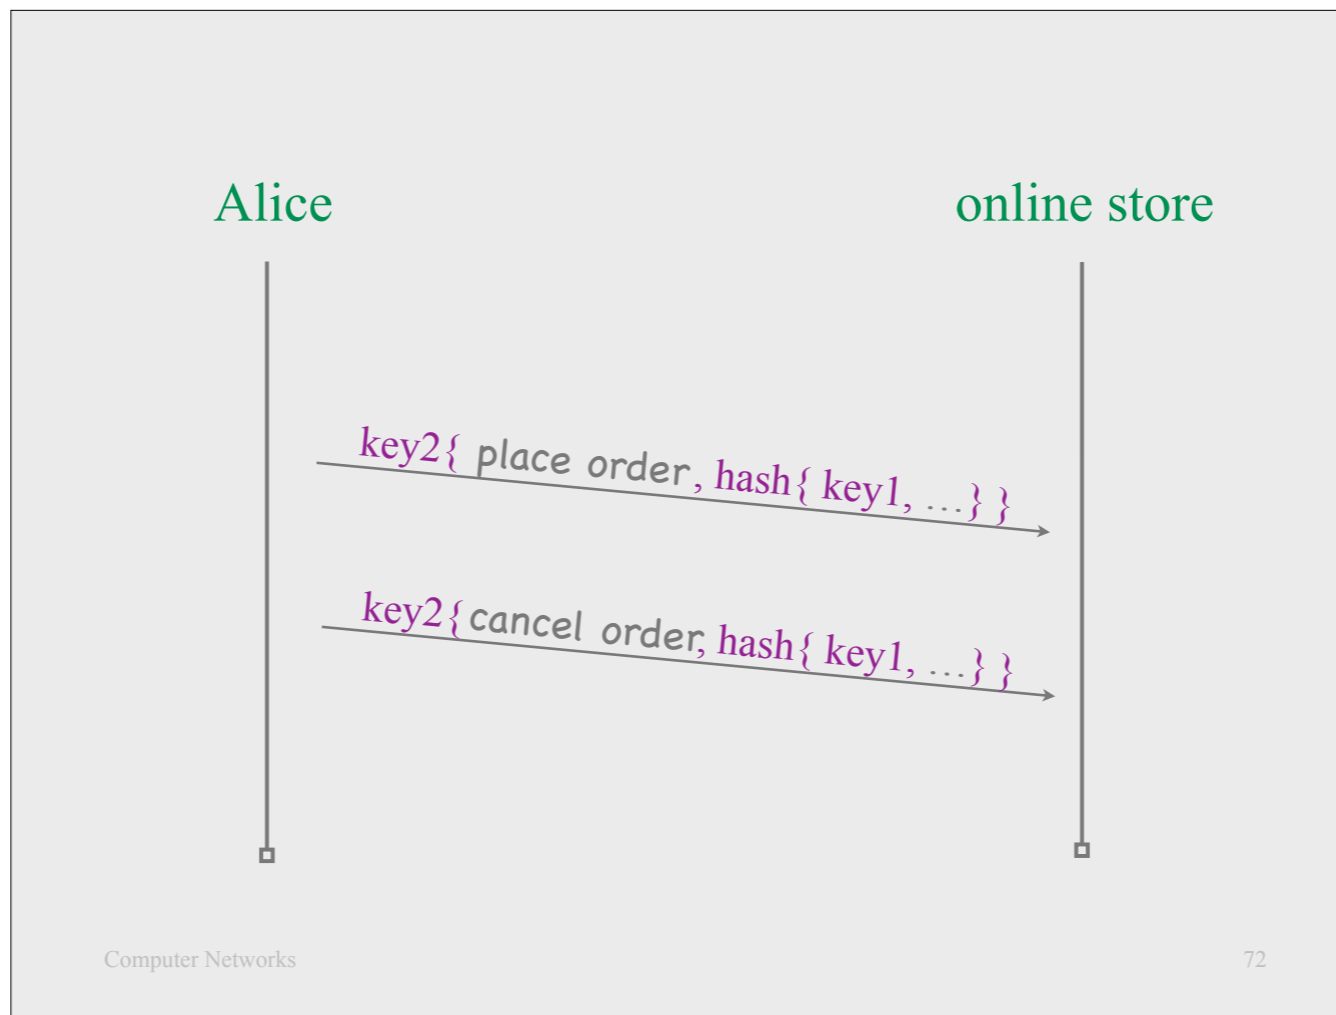 Alice
online store
key2{ place order, hash{ key1, ...} }
key2{cancel order, hash{ key1, ...} }
Computer Networks
72